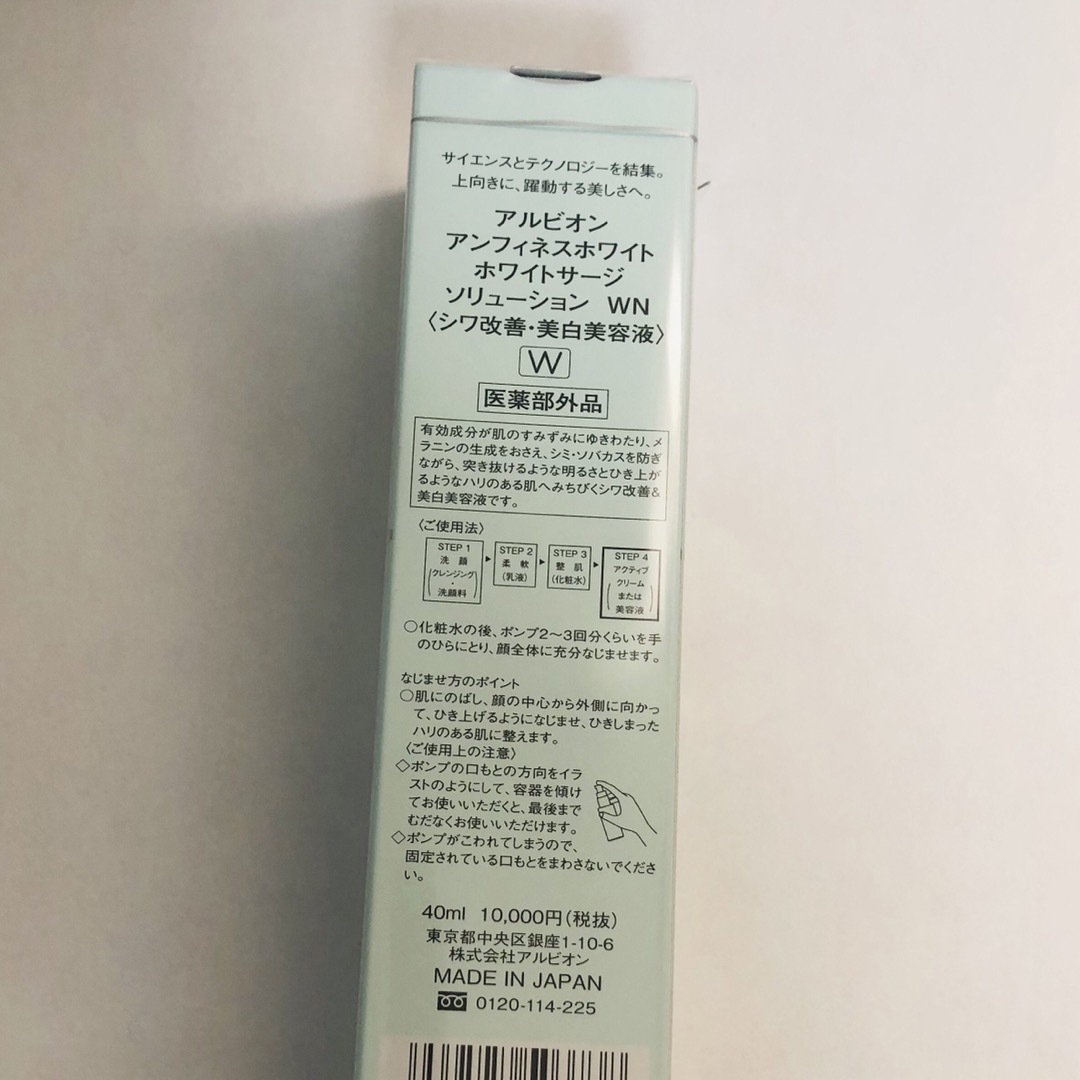 サイエンスとテクノロジーを結集。
上向きに、躍動する美しさへ。
アルビオン
アンフィネスホワイト
ホワイトサージ
ソリューション WN
〈シワ改善・美白美容液〉
W
医薬部外品
有効成分が肌のすみずみにゆきわたり、メ
ラニンの生成をおさえ、シミ・ソバカスを防ぎ
ながら、突き抜けるような明るさとひき上が
るようなハリのある肌へみちびくシワ改善&
美白美容液です。
〈ご使用法〉
STEP 1
洗顔
(クレンジング・洗顔料)
STEP 2
柔軟
(乳液)
STEP 3
整肌
(化粧水)
STEP 4
アクティブ
(クリーム
または
美容液)
○化粧水の後、ポンプ2〜3回分くらいを手
のひらにとり、顔全体に充分なじませます。
なじませ方のポイント
○肌にのばし、顔の中心から外側に向かっ
て、ひき上げるようになじませ、ひきしまった
ハリのある肌に整えます。
〈ご使用上の注意〉
◇ポンプの口もとの方向をイラ
ストのようにして、容器を傾け
てお使いいただくと、最後まで
むだなくお使いいただけます。
◇ポンプがこわれてしまうので、
固定されている口もとをまわさないでくださ
い。
40ml 10,000円(税抜)
東京都中央区銀座1-10-6
株式会社アルビオン
MADE IN JAPAN
0120-114-225